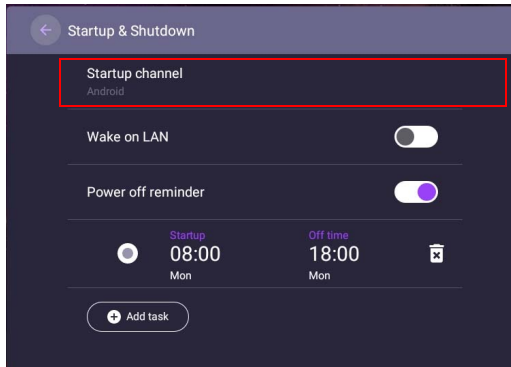 Startup & Shutdown
Startup channel
Android
Wake on LAN
Power off reminder
Startup Off time
08:00 18:00
Mon Mon
Add task